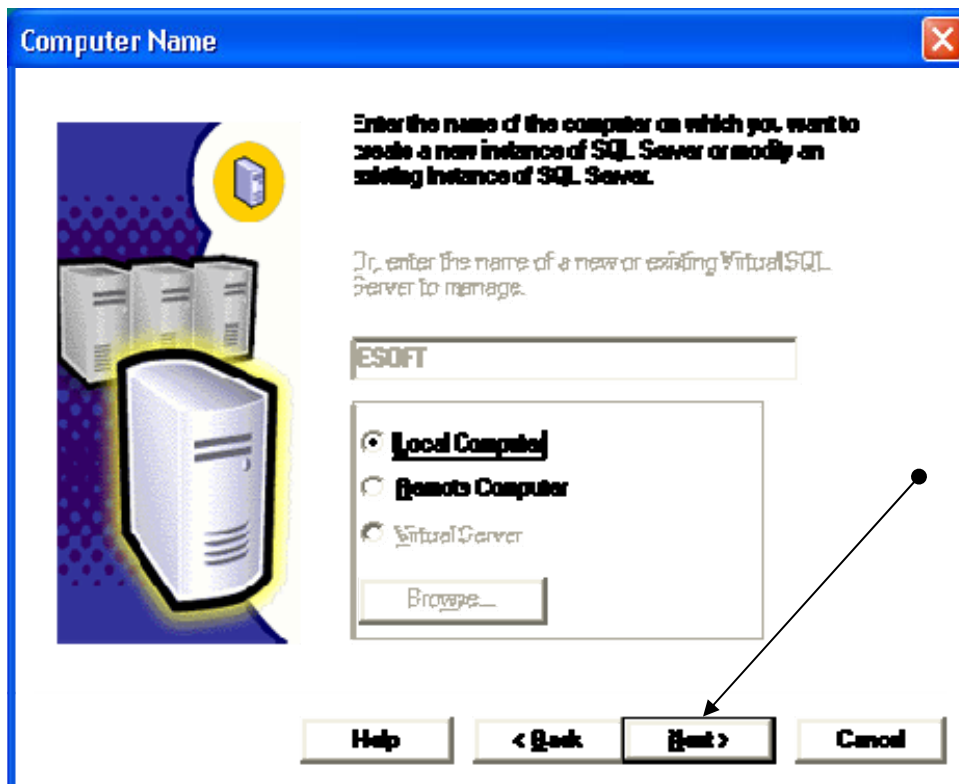 Computer Name
Enter the name of the computer on which you want to
create a new instance of SQL Server or modify an
existing instance of SQL Server.
Or, enter the name of a new or existing Virtual SQL
Server to manage.
ESOFT
Local Computer
Remote Computer
Virtual Server
Browse...
Help
< Back
Next >
Cancel